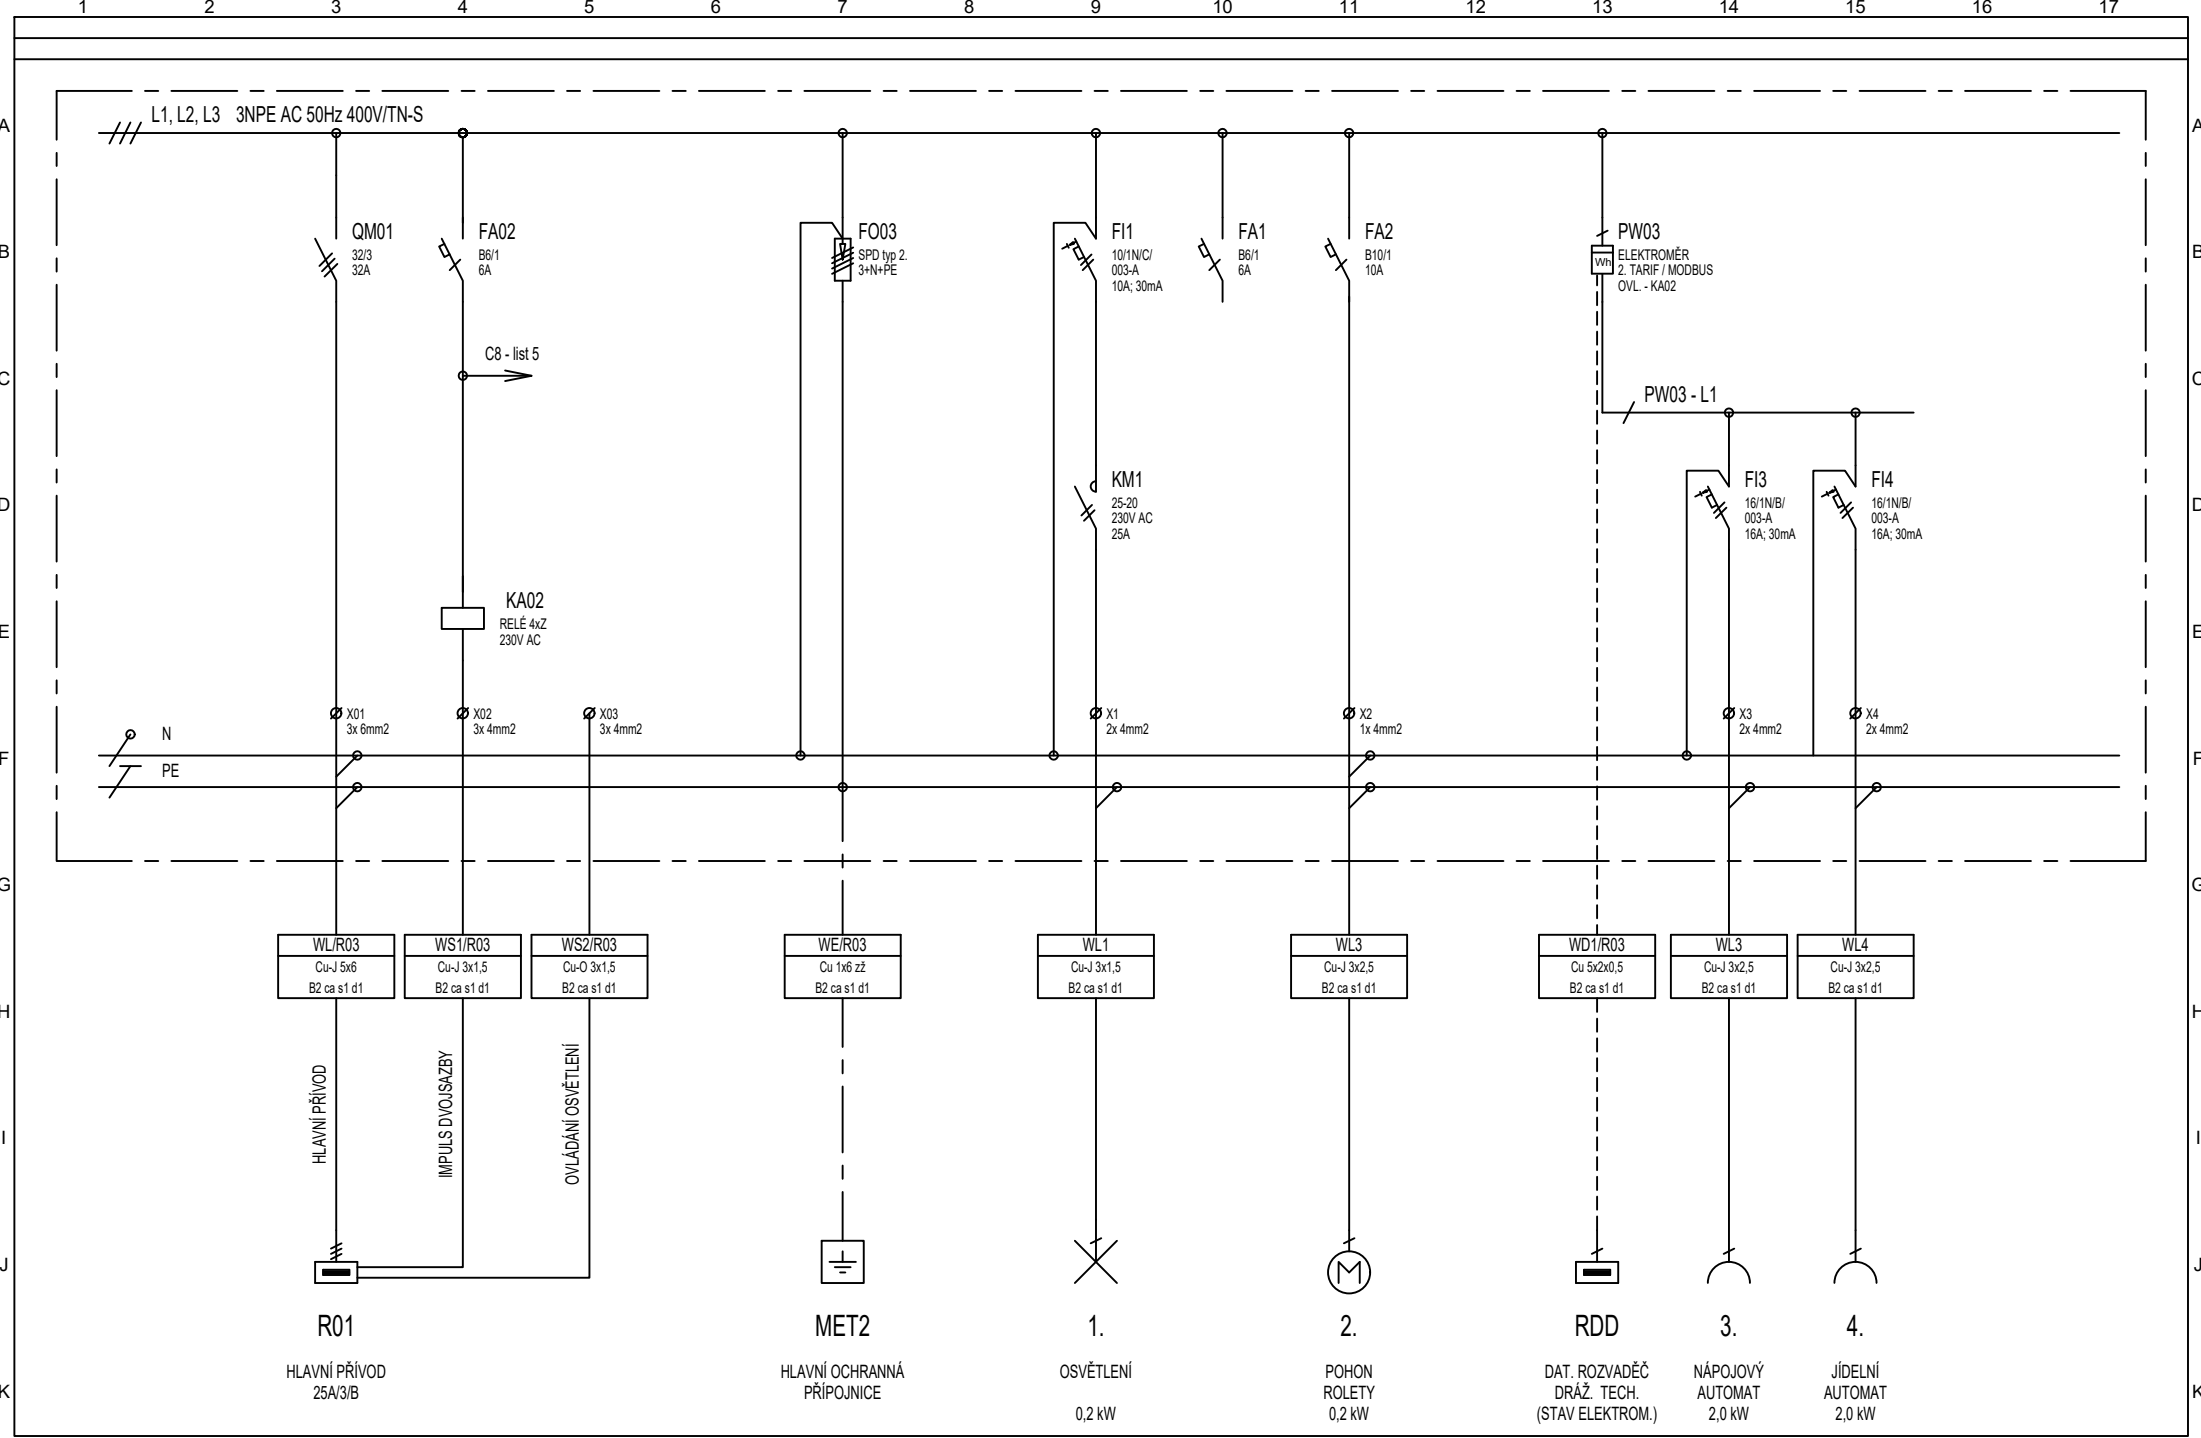 1 2 3 4 5 6 7 8 9 10 11 12 13 14 15 16 17
A
L1, L2, L3 3NPE AC 50Hz 400V/TN-S
A
B
QM01
32/3
32A
FA02
B6/1
6A
FO03
SPD typ 2.
3+N+PE
FI1
10/1N/C/
003-A
10A; 30mA
FA1
B6/1
6A
FA2
B10/1
10A
PW03
Wh
ELEKTROMĚR
2. TARIF / MODBUS
OVL. - KA02
B
C
C8 - list 5
PW03 - L1
C
D
KM1
25-20
230V AC
25A
FI3
16/1N/B/
003-A
16A; 30mA
FI4
16/1N/B/
003-A
16A; 30mA
D
E
KA02
RELÉ 4xZ
230V AC
E
X01
3x 6mm2
X02
3x 4mm2
X03
3x 4mm2
X1
2x 4mm2
X2
1x 4mm2
X3
2x 4mm2
X4
2x 4mm2
N
F
F
PE
G
G
WL/R03
Cu-J 5x6
B2 ca s1 d1
WS1/R03
Cu-J 3x1,5
B2 ca s1 d1
WS2/R03
Cu-O 3x1,5
B2 ca s1 d1
WE/R03
Cu 1x6 zž
B2 ca s1 d1
WL1
Cu-J 3x1,5
B2 ca s1 d1
WL3
Cu-J 3x2,5
B2 ca s1 d1
WD1/R03
Cu 5x2x0,5
B2 ca s1 d1
WL3
Cu-J 3x2,5
B2 ca s1 d1
WL4
Cu-J 3x2,5
B2 ca s1 d1
H
H
HLAVNÍ PŘÍVOD
IMPULS DVOJSAZBY
OVLÁDÁNÍ OSVĚTLENÍ
I
I
J
M
J
R01
HLAVNÍ PŘÍVOD
25A/3/B
MET2
HLAVNÍ OCHRANNÁ
PŘÍPOJNICE
1.
OSVĚTLENÍ
0,2 kW
2.
POHON
ROLETY
0,2 kW
RDD
DAT. ROZVADĚČ
DRÁŽ. TECH.
(STAV ELEKTROM.)
3.
NÁPOJOVÝ
AUTOMAT
2,0 kW
4.
JÍDELNÍ
AUTOMAT
2,0 kW
K
K